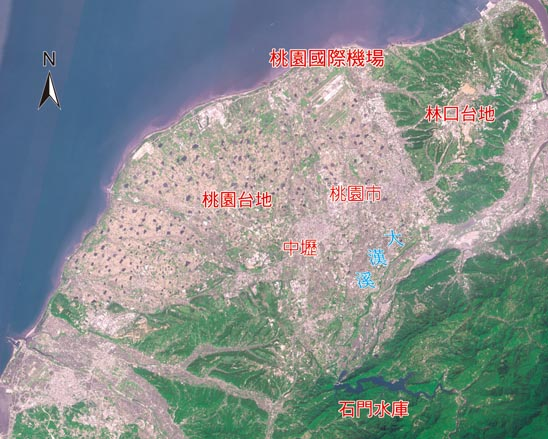 N
桃園國際機場
林口台地
桃園台地
桃園市
中壢
大漢溪
石門水庫